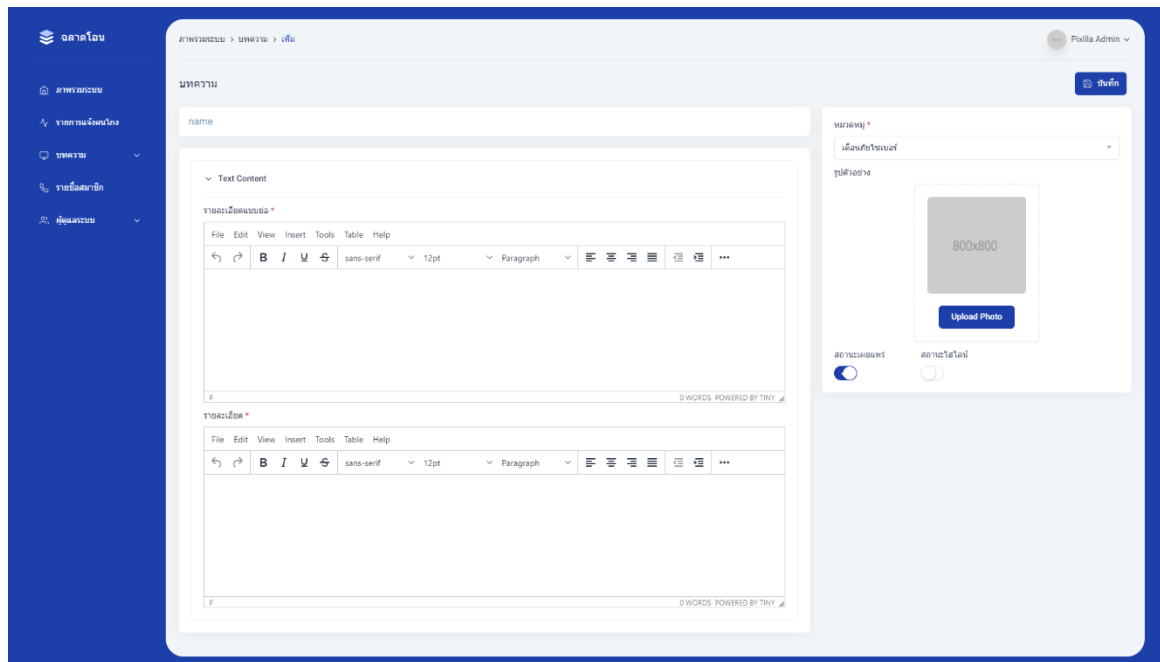 ฉลาดโอน
ภาพรวมระบบ
รายการแจ้งคนโกง
บทความ
รายชื่อสมาชิก
ผู้ดูแลระบบ
ภาพรวมระบบ > บทความ > เพิ่ม
Pixilla Admin
บทความ
บันทึก
name
Text Content
รายละเอียดแบบย่อ *
File Edit View Insert Tools Table Help
B I U S sans-serif 12pt Paragraph ...
P 0 WORDS POWERED BY TINY
รายละเอียด *
File Edit View Insert Tools Table Help
B I U S sans-serif 12pt Paragraph ...
P 0 WORDS POWERED BY TINY
หมวดหมู่ *
เตือนภัยไซเบอร์
รูปตัวอย่าง
800x800
Upload Photo
สถานะเผยแพร่ สถานะไฮไลน์